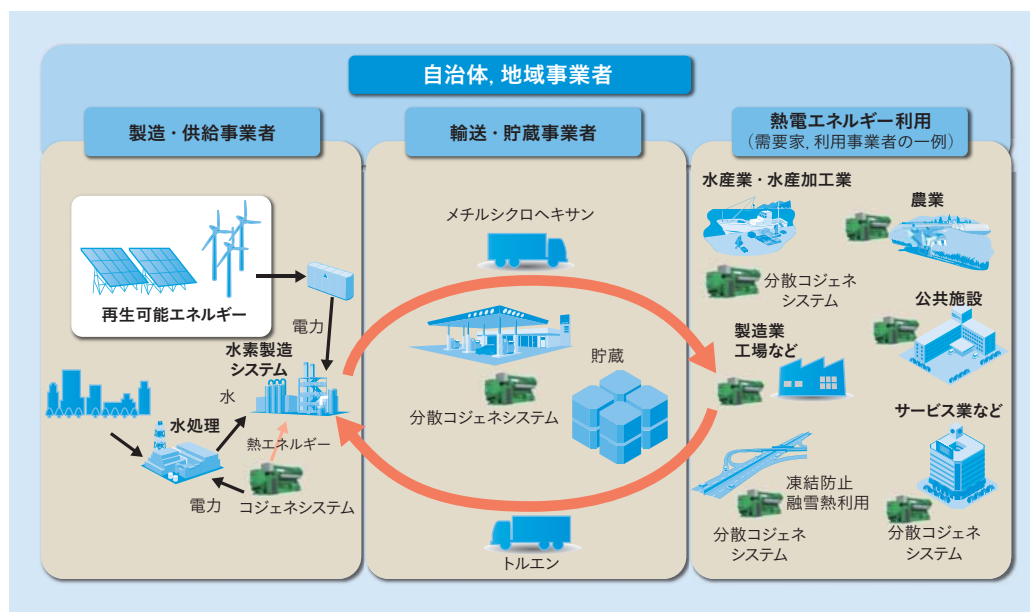 自治体, 地域事業者
製造・供給事業者
再生可能エネルギー
電力
水素製造
システム
水
水処理
熱エネルギー
電力
コジェネシステム
輸送・貯蔵事業者
メチルシクロヘキサン
貯蔵
分散コジェネシステム
トルエン
熱電エネルギー利用
(需要家, 利用事業者の一例)
水産業・水産加工業
農業
分散コジェネ
システム
公共施設
製造業
工場など
サービス業など
凍結防止
融雪熱利用
分散コジェネ
システム
分散コジェネ
システム